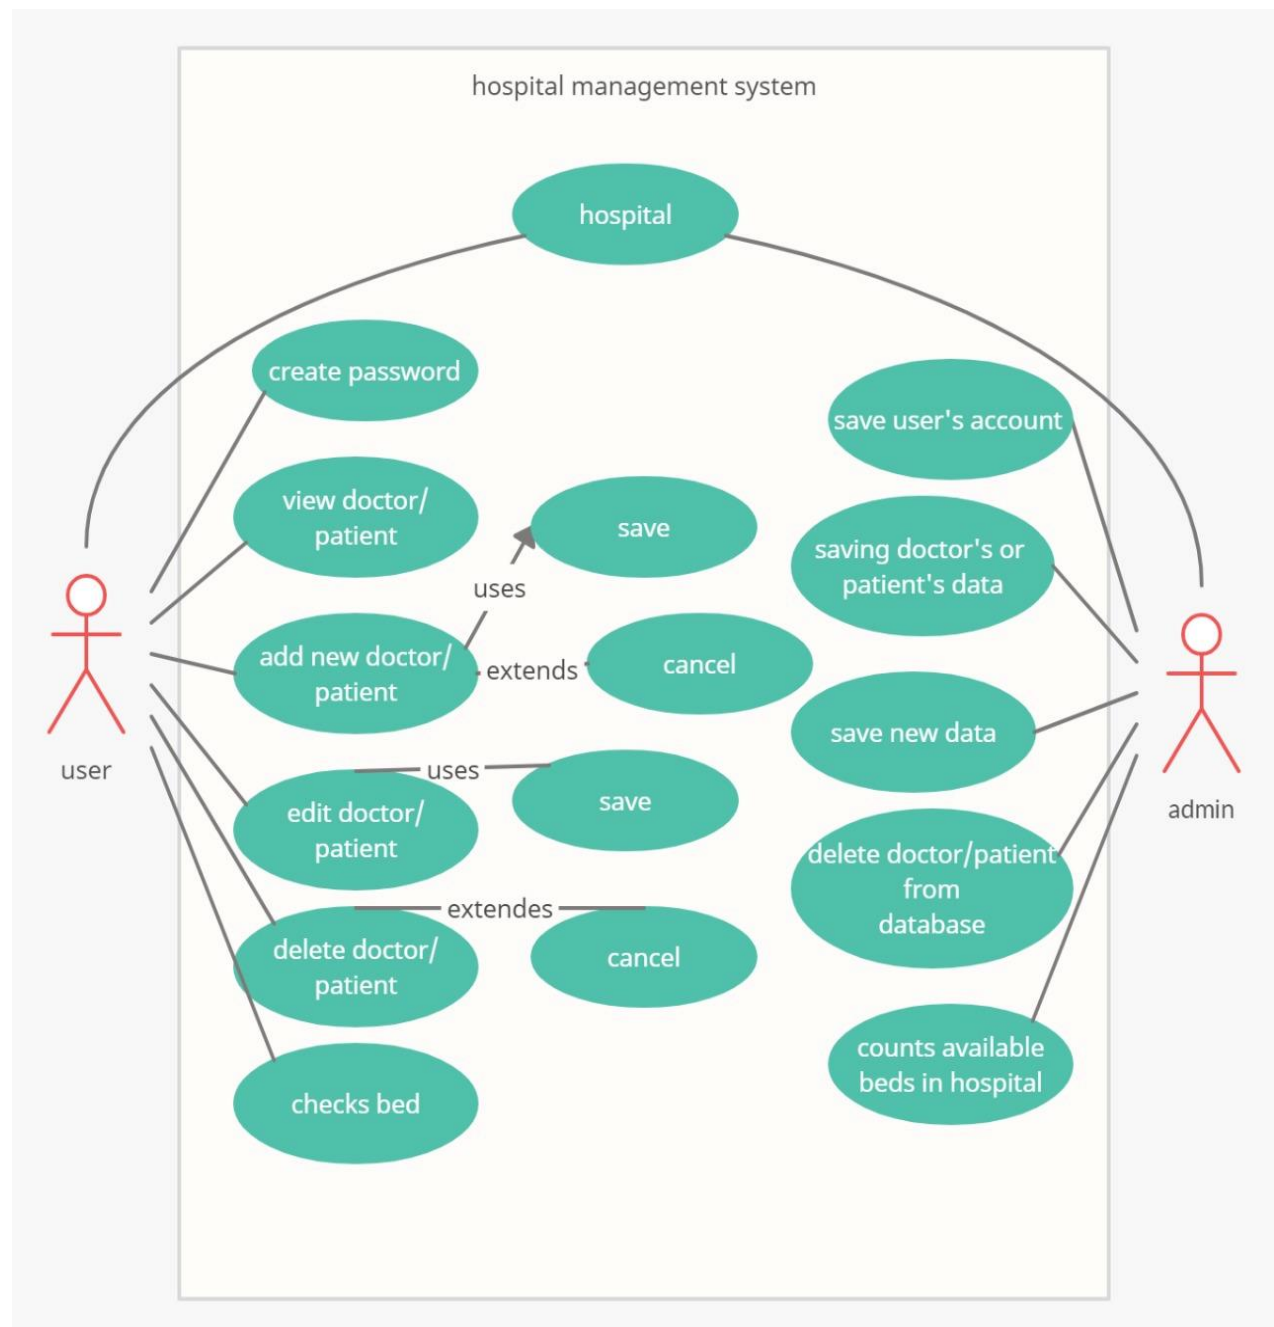 hospital management system
hospital
create password
save user's account
view doctor/
patient
save
saving doctor's or
patient's data
uses
add new doctor/
patient
extends
cancel
save new data
user
uses
edit doctor/
patient
save
admin
delete doctor/patient
from
database
extendes
delete doctor/
patient
cancel
counts available
beds in hospital
checks bed